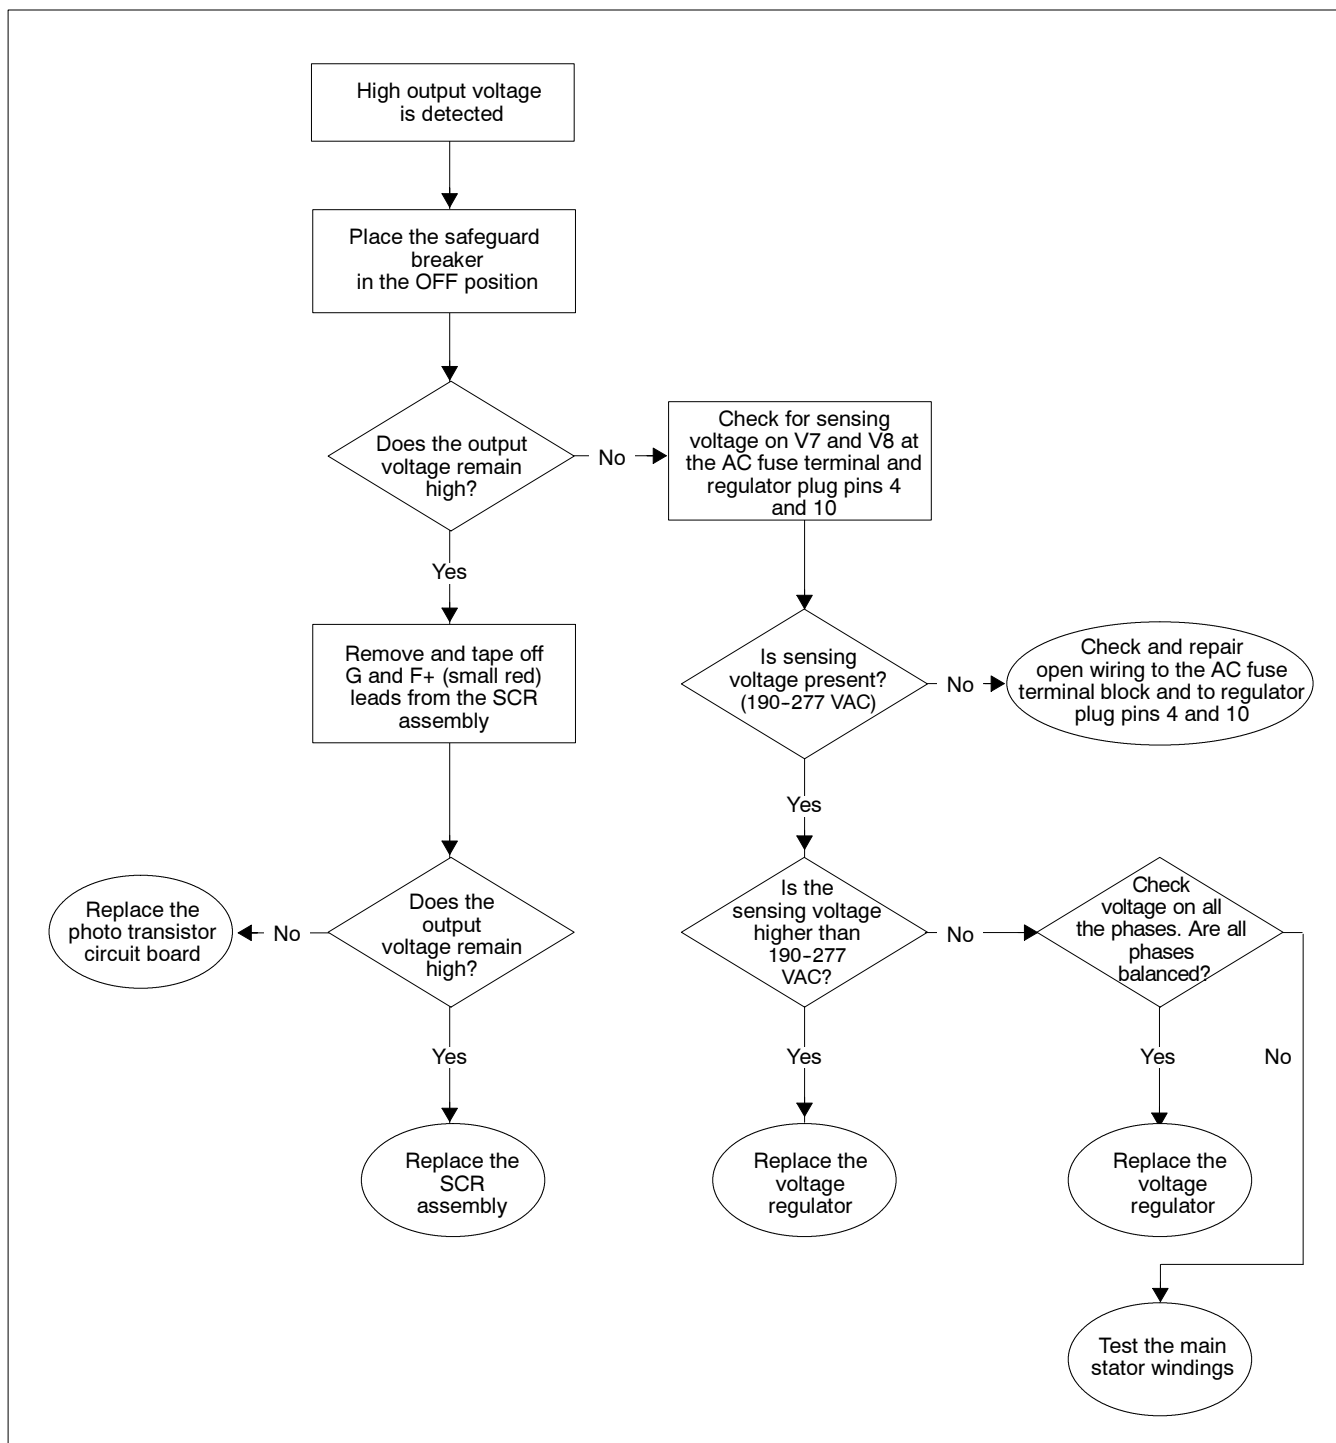 High output voltage
is detected
Place the safeguard
breaker
in the OFF position
Does the output
voltage remain
high?
No
Check for sensing
voltage on V7 and V8 at
the AC fuse terminal and
regulator plug pins 4
and 10
Yes
Remove and tape off
G and F+ (small red)
leads from the SCR
assembly
Is sensing
voltage present?
(190-277 VAC)
No
Check and repair
open wiring to the AC fuse
terminal block and to regulator
plug pins 4 and 10
Yes
Does the
output
voltage remain
high?
No
Replace the
photo transistor
circuit board
Is the
sensing voltage
higher than
190-277
VAC?
No
Check
voltage on all
the phases. Are all
phases
balanced?
Yes
Yes
Yes
No
Replace the
SCR
assembly
Replace the
voltage
regulator
Replace the
voltage
regulator
Test the main
stator windings